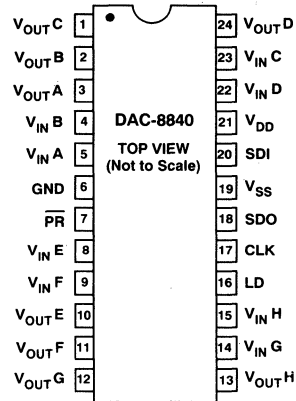 VOUTC 1 24 VOUTD
VOUTB 2 23 VINC
VOUTA 3 22 VIND
VINB 4 DAC-8840 21 VDD
VINA 5 TOP VIEW 20 SDI
(Not to Scale)
GND 6 19 VSS
PR 7 18 SDO
VINE 8 17 CLK
VINF 9 16 LD
VOUTE 10 15 VINH
VOUTF 11 14 VING
VOUTG 12 13 VOUTH